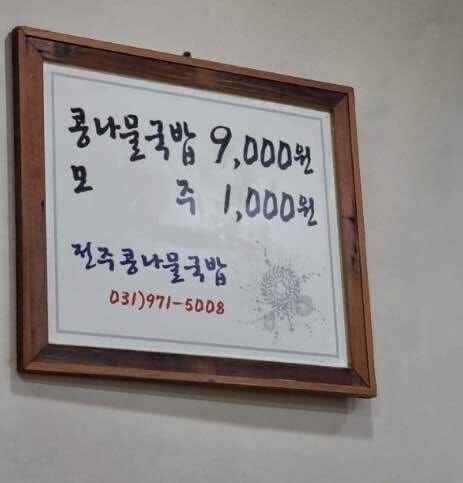 콩나물국밥 9,000원
모 주 1,000원
전주콩나물국밥
031)971-5008